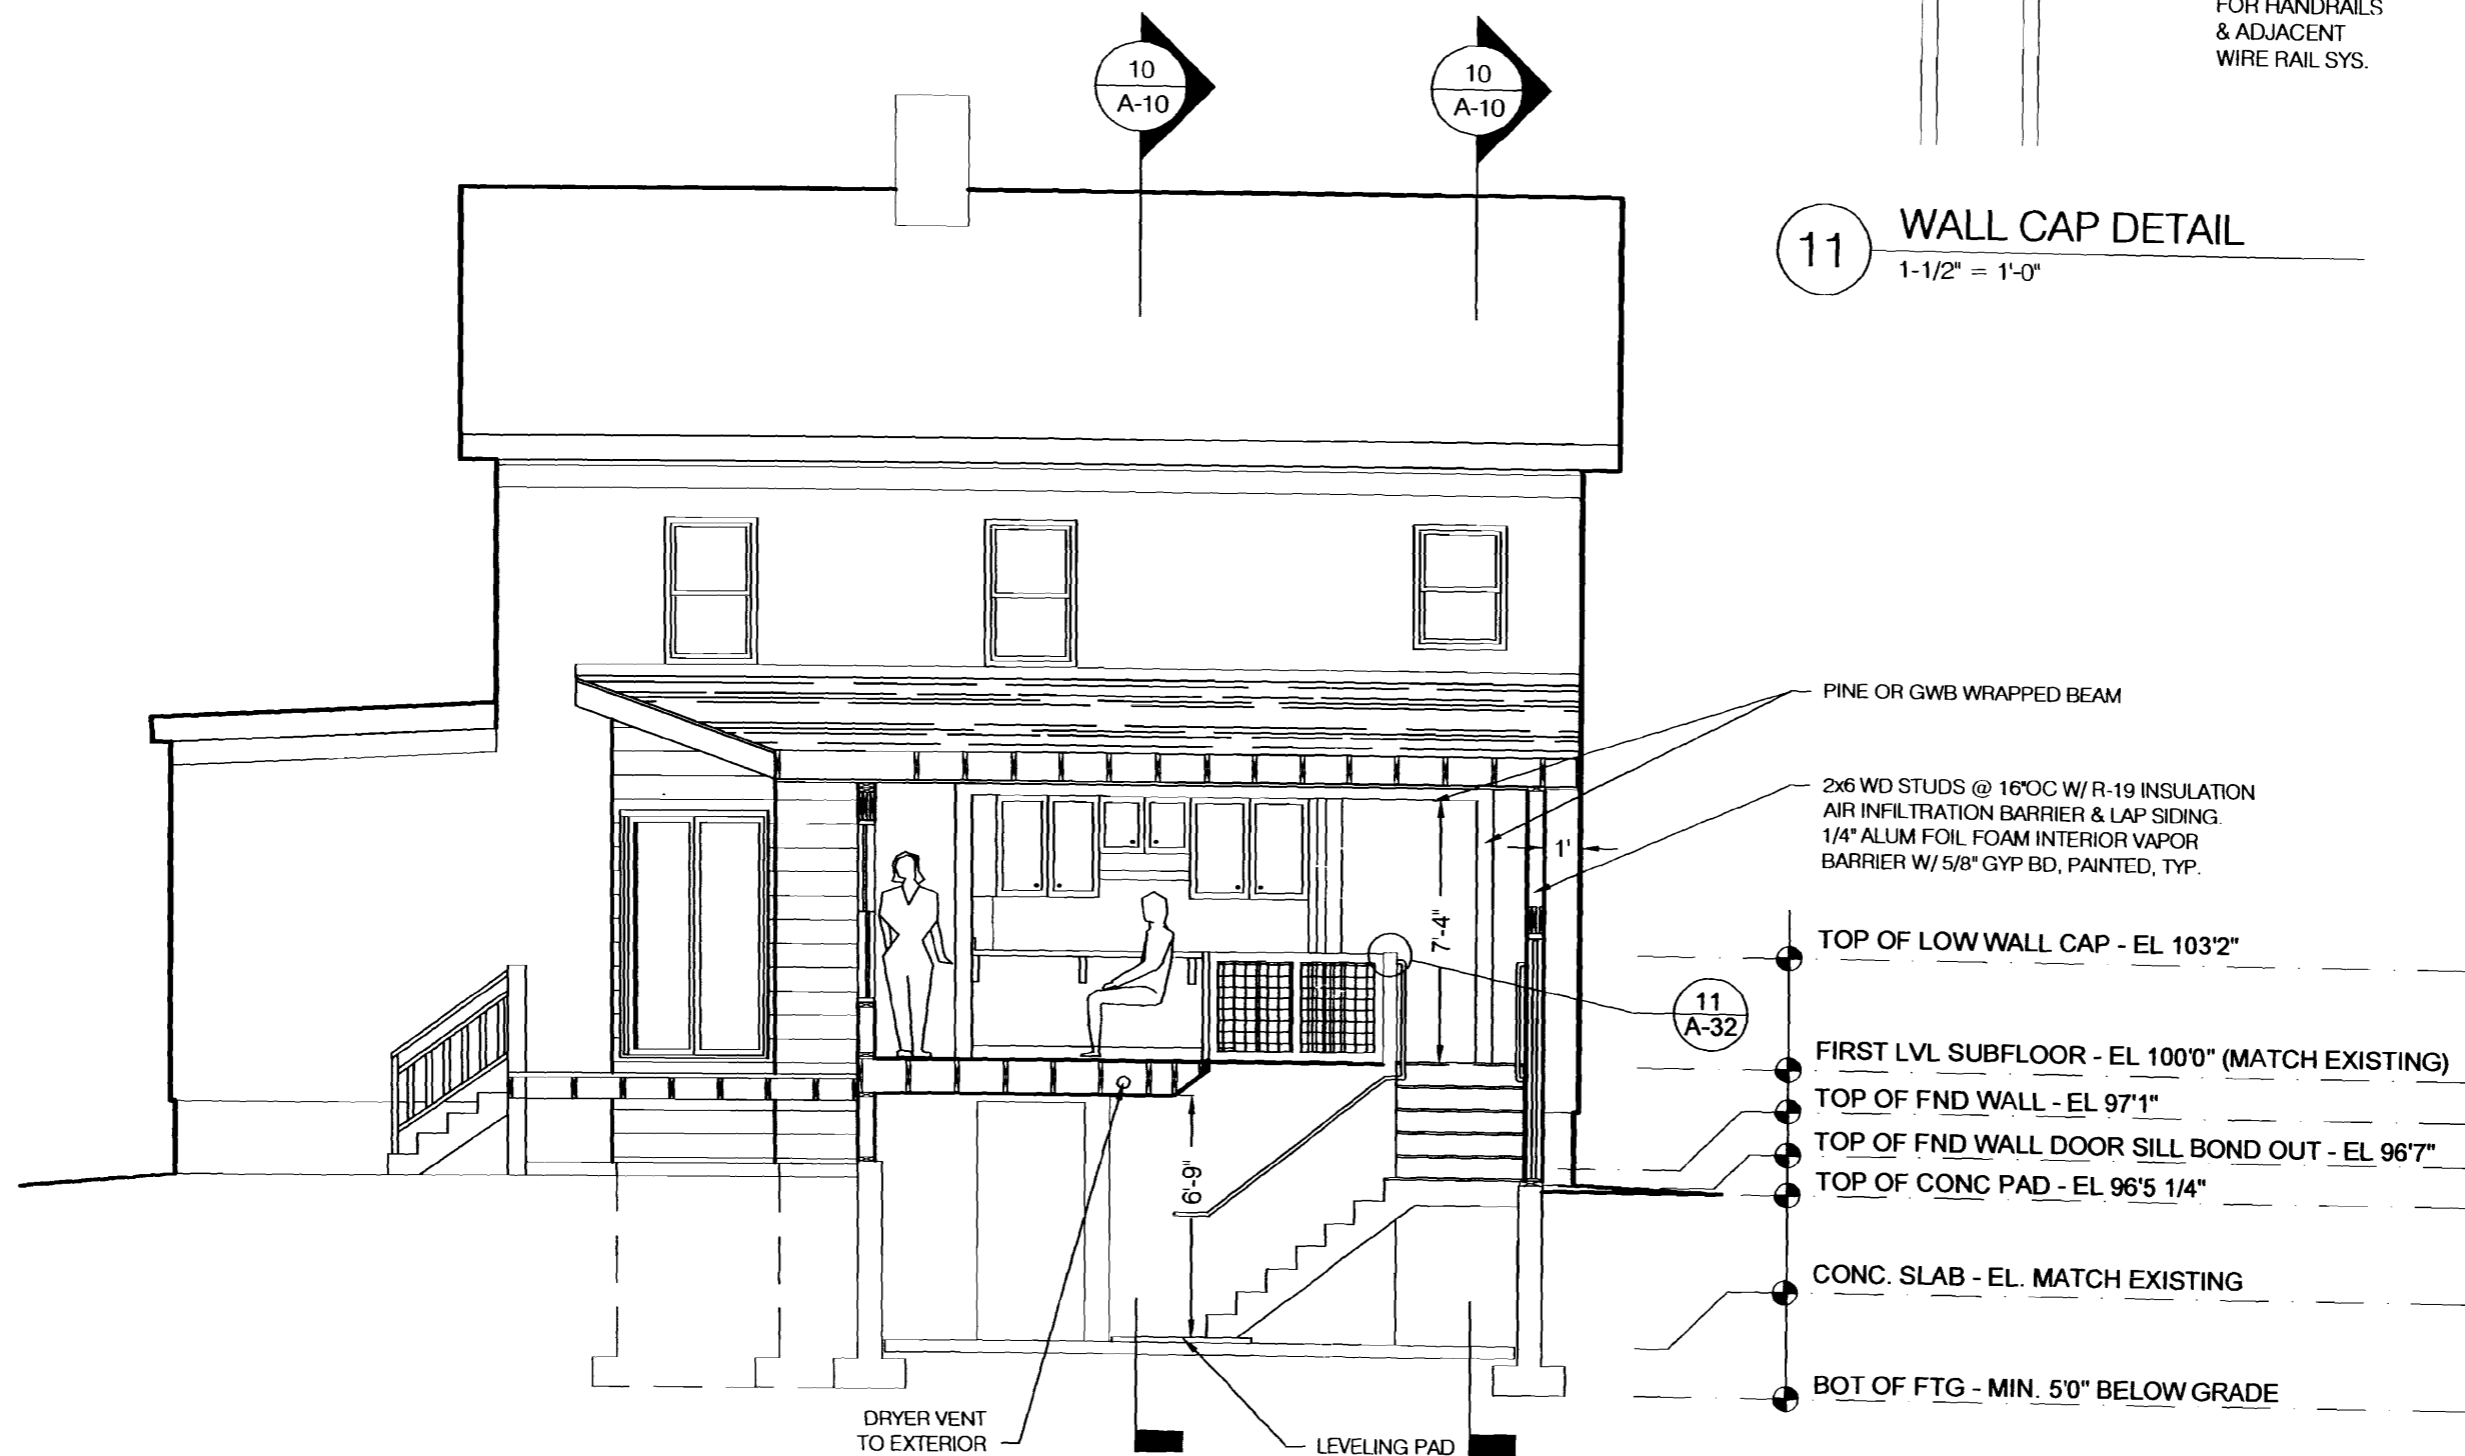 FOR HANDRAILS
& ADJACENT
WIRE RAIL SYS.
10
A-10
10
A-10
11
WALL CAP DETAIL
1-1/2" = 1'-0"
PINE OR GWB WRAPPED BEAM
2x6 WD STUDS @ 16"OC W/ R-19 INSULATION
AIR INFILTRATION BARRIER & LAP SIDING.
1/4" ALUM FOIL FOAM INTERIOR VAPOR
BARRIER W/ 5/8" GYP BD, PAINTED, TYP.
1'
7'-4"
TOP OF LOW WALL CAP - EL 103'2"
11
A-32
FIRST LVL SUBFLOOR - EL 100'0" (MATCH EXISTING)
TOP OF FND WALL - EL 97'1"
TOP OF FND WALL DOOR SILL BOND OUT - EL 96'7"
TOP OF CONC PAD - EL 96'5 1/4"
6'-9"
CONC. SLAB - EL. MATCH EXISTING
BOT OF FTG - MIN. 5'0" BELOW GRADE
DRYER VENT
TO EXTERIOR
LEVELING PAD